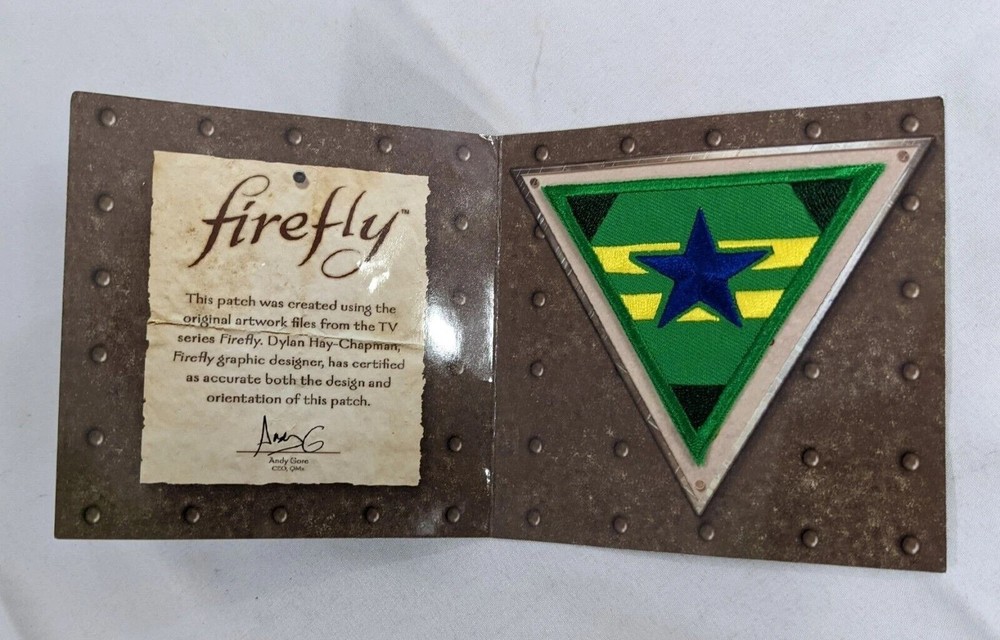 firefly™
This patch was created using the
original artwork files from the TV
series Firefly. Dylan Hay-Chapman,
Firefly graphic designer, has certified
as accurate both the design and
orientation of this patch.
Andy G
Andy Gore
CEO, QMx